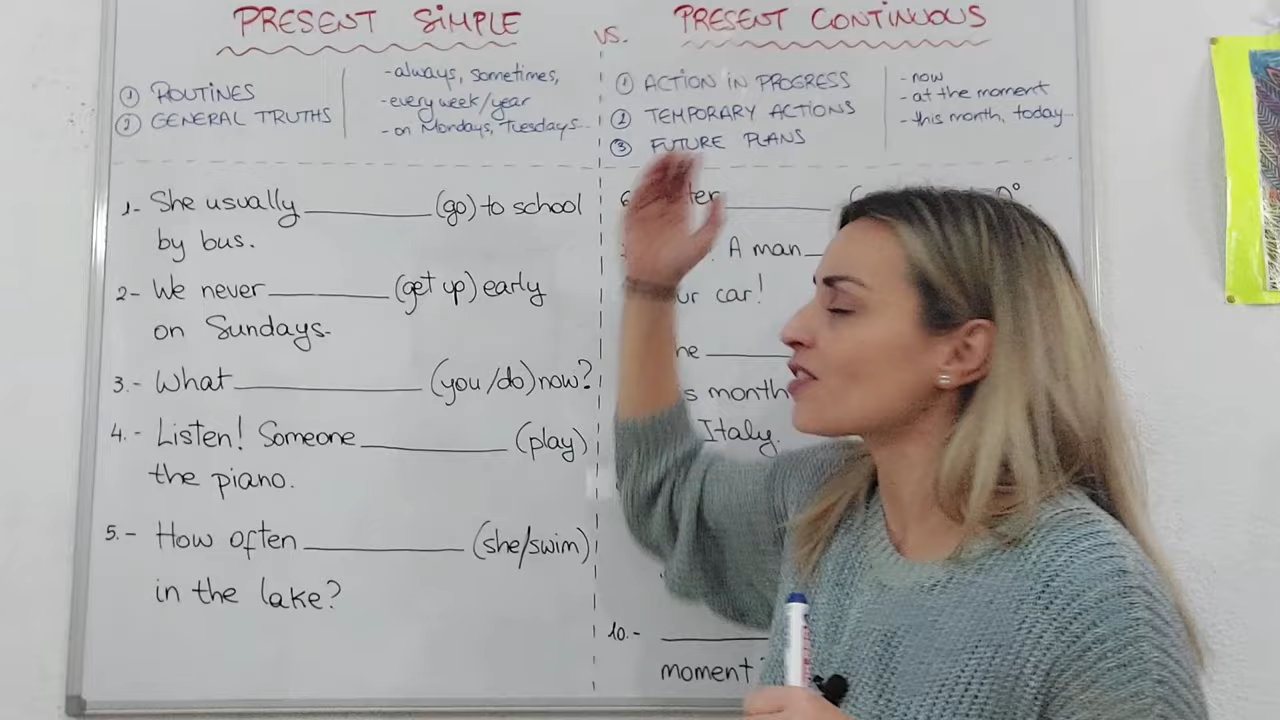 PRESENT SIMPLE
VS.
PRESENT CONTINUOUS
① ROUTINES
② GENERAL TRUTHS
- always, sometimes,
- every week/year
- on Mondays, Tuesdays...
① ACTION IN PROGRESS
② TEMPORARY ACTIONS
③ FUTURE PLANS
- now
- at the moment
- this month, today...
1- She usually ________ (go) to school
by bus.
2- We never ________ (get up) early
on Sundays.
3.- What ________ (you/do) now?
4.- Listen! Someone ________ (play)
the piano.
5.- How often ________ (she/swim)
in the lake?
A man
car!
month
Italy.
10.- ________
moment